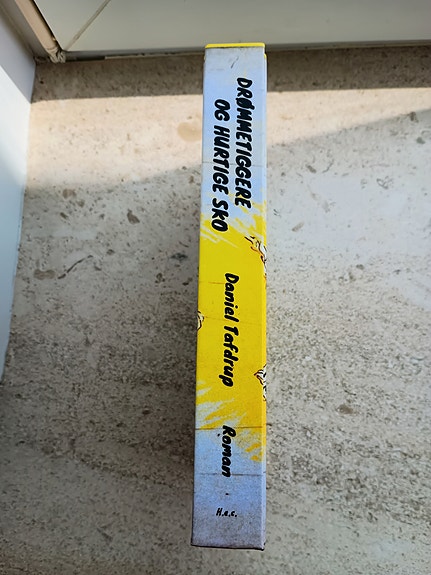 DRØMMETIGGERE
OG HURTIGE SKO
Daniel Tafdrup
Roman
H.a.c.